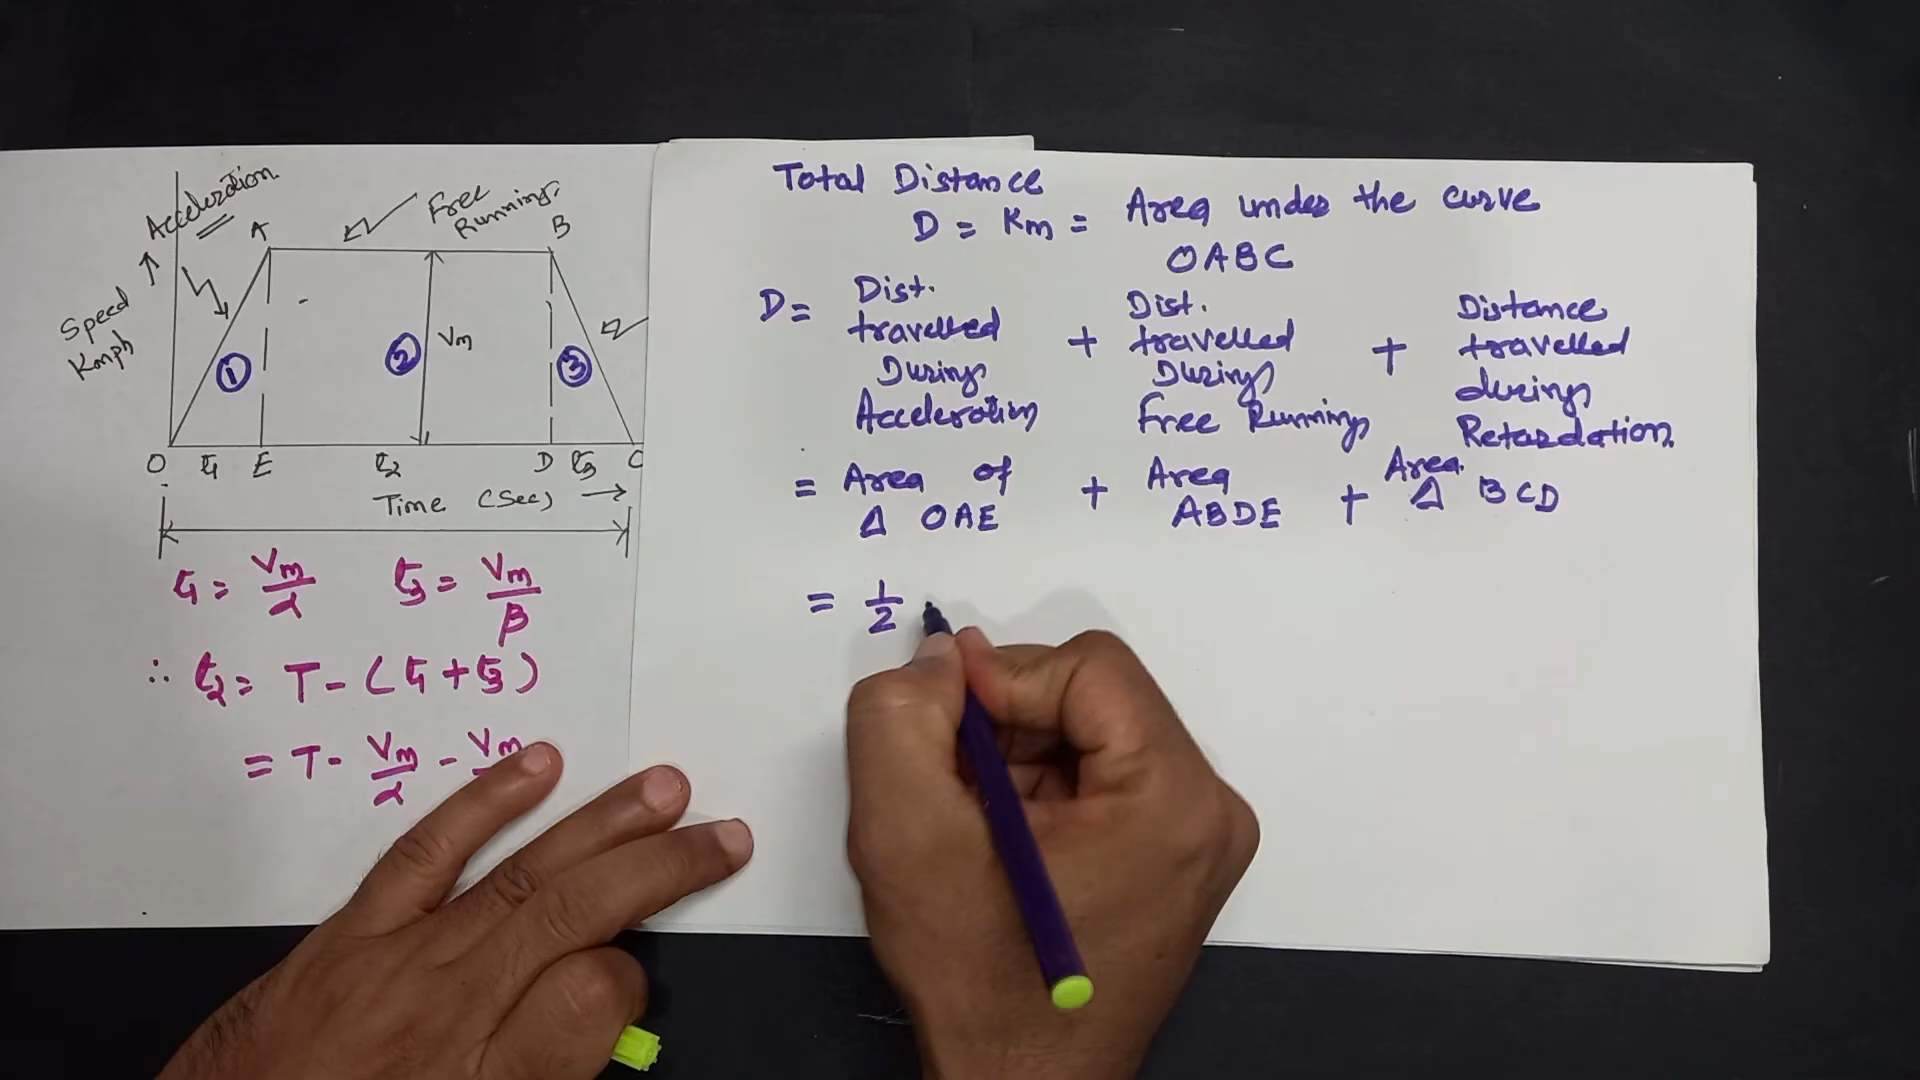 Acceleration
Free
Running.
A
B
Speed
Kmph
1
2
Vm
3
O t1 E t2 D t3 C
Time (Sec) →
t1 = Vm/α t3 = Vm/β
∴ t2 = T - (t1 + t3)
= T - Vm/α - Vm
Total Distance
D = Km = Area under the curve
OABC
D = Dist. travelled During Acceleration + Dist. travelled During Free Running + Distance travelled during Retardation.
= Area of Δ OAE + Area ABDE + Area. Δ BCD
= 1/2